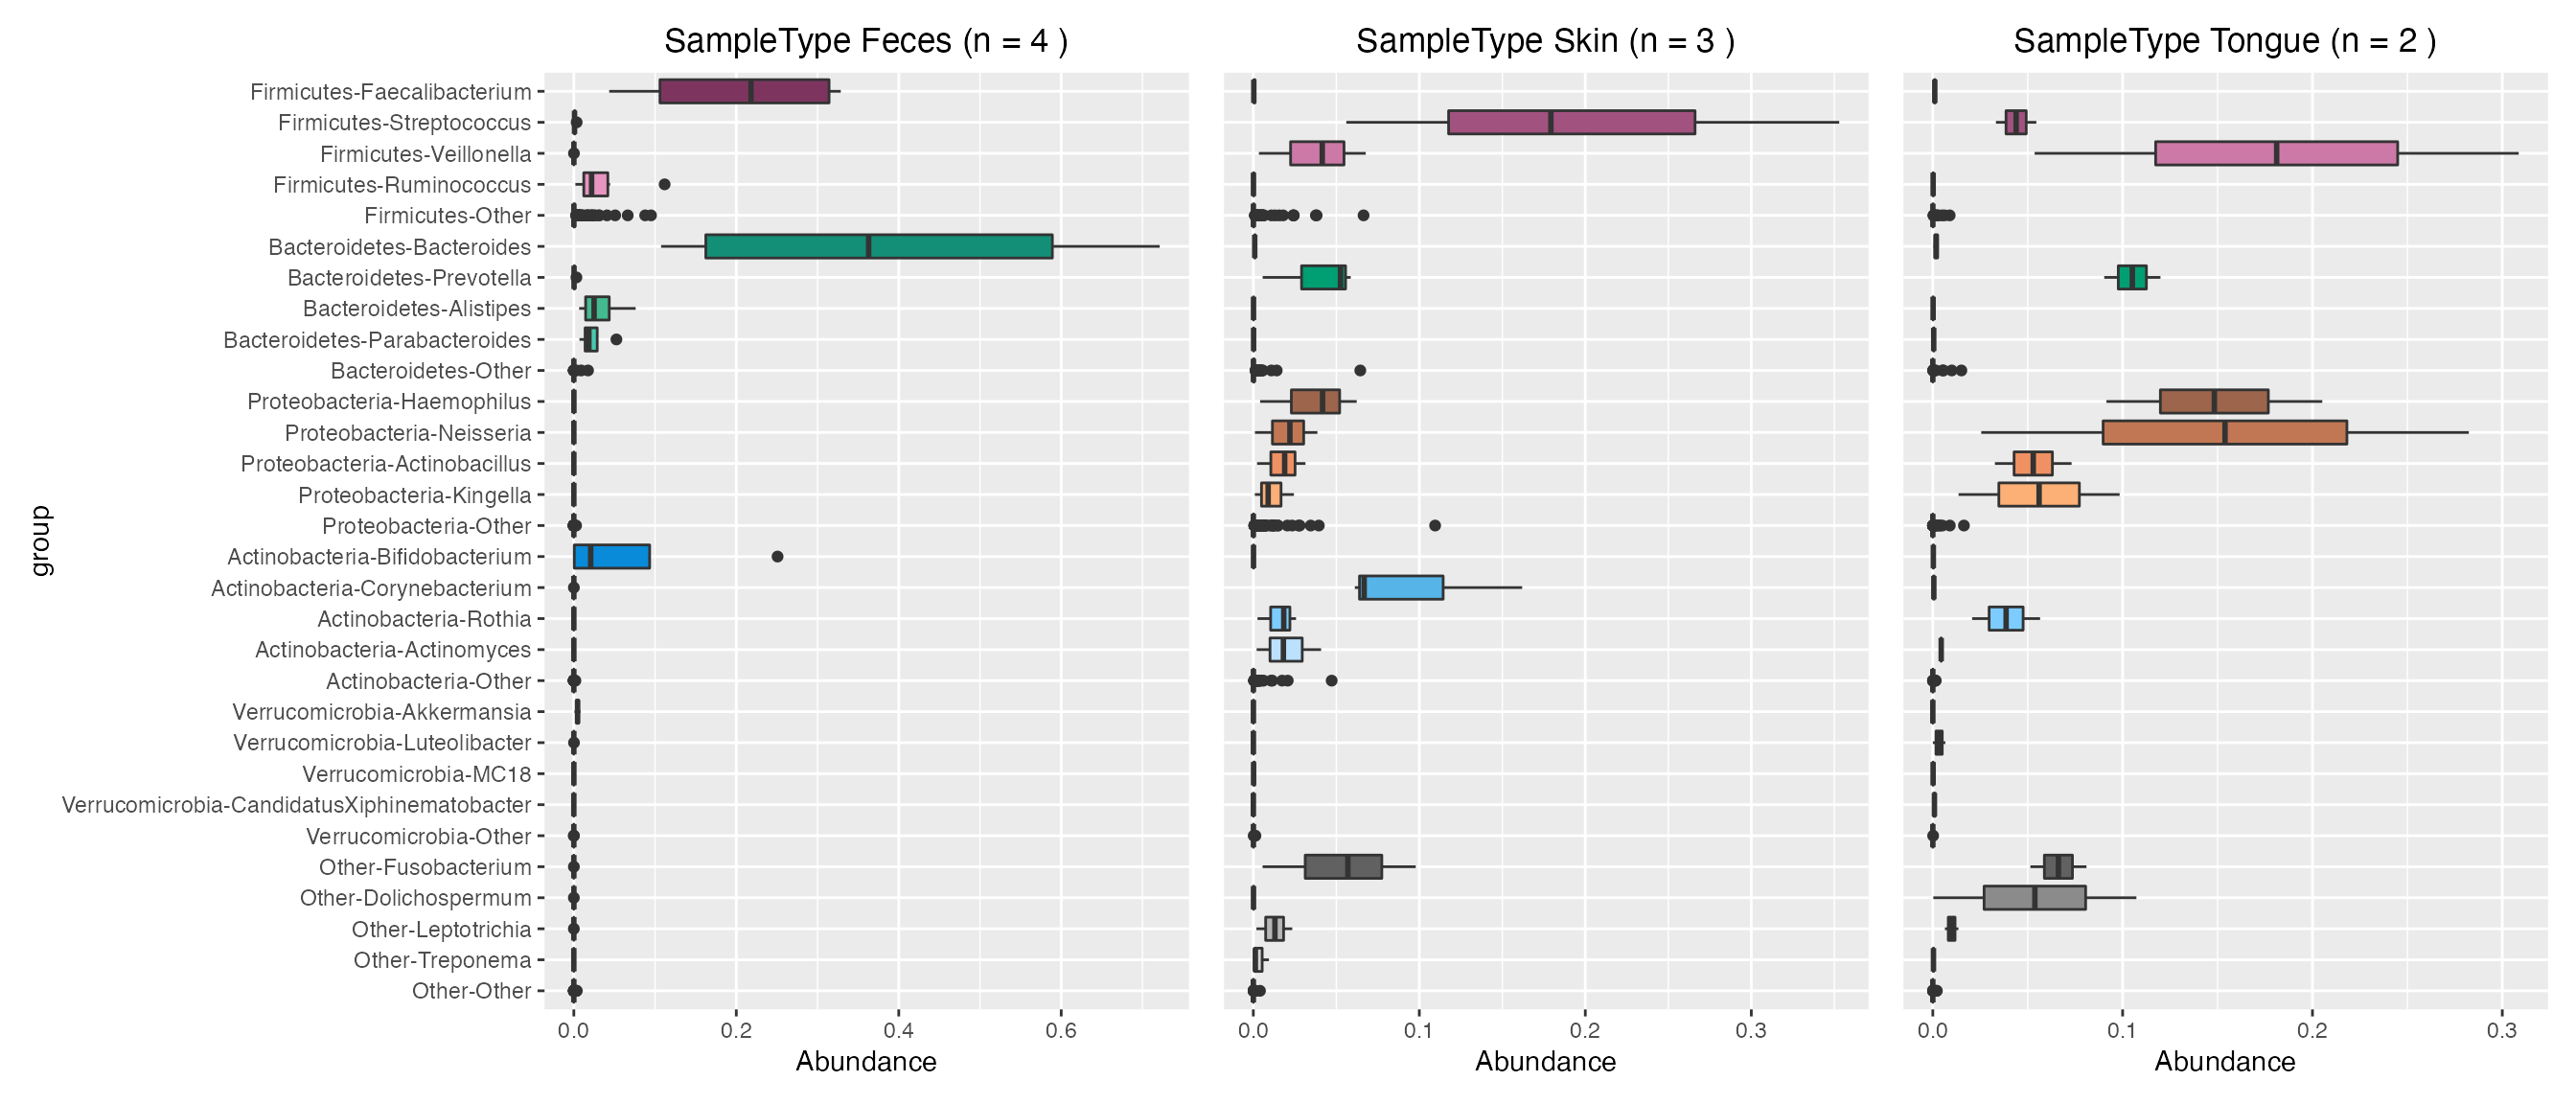 SampleType Feces (n = 4 )
SampleType Skin (n = 3 )
SampleType Tongue (n = 2 )
group
Firmicutes-Faecalibacterium
Firmicutes-Streptococcus
Firmicutes-Veillonella
Firmicutes-Ruminococcus
Firmicutes-Other
Bacteroidetes-Bacteroides
Bacteroidetes-Prevotella
Bacteroidetes-Alistipes
Bacteroidetes-Parabacteroides
Bacteroidetes-Other
Proteobacteria-Haemophilus
Proteobacteria-Neisseria
Proteobacteria-Actinobacillus
Proteobacteria-Kingella
Proteobacteria-Other
Actinobacteria-Bifidobacterium
Actinobacteria-Corynebacterium
Actinobacteria-Rothia
Actinobacteria-Actinomyces
Actinobacteria-Other
Verrucomicrobia-Akkermansia
Verrucomicrobia-Luteolibacter
Verrucomicrobia-MC18
Verrucomicrobia-CandidatusXiphinematobacter
Verrucomicrobia-Other
Other-Fusobacterium
Other-Dolichospermum
Other-Leptotrichia
Other-Treponema
Other-Other
0.0 0.2 0.4 0.6
0.0 0.1 0.2 0.3
0.0 0.1 0.2 0.3
Abundance
Abundance
Abundance